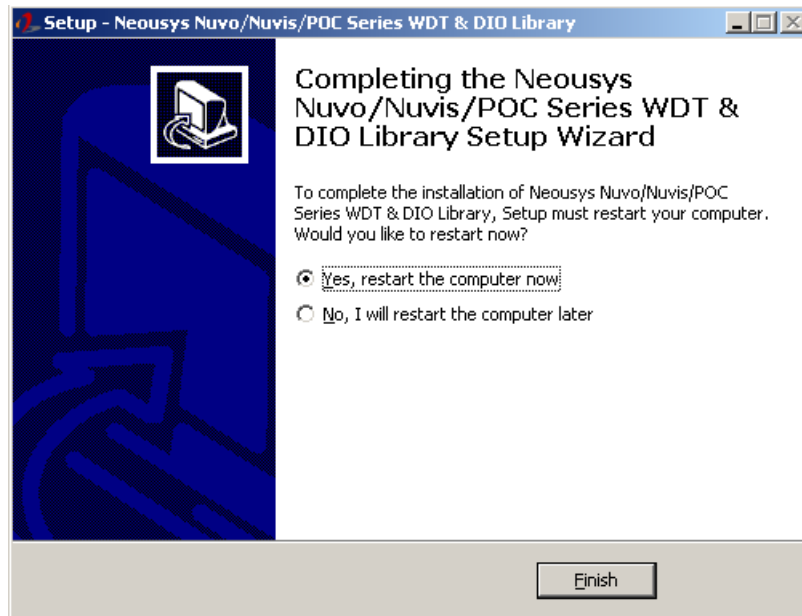 Setup - Neousys Nuvo/Nuvis/POC Series WDT & DIO Library
Completing the Neousys
Nuvo/Nuvis/POC Series WDT &
DIO Library Setup Wizard
To complete the installation of Neousys Nuvo/Nuvis/POC
Series WDT & DIO Library, Setup must restart your computer.
Would you like to restart now?
Yes, restart the computer now
No, I will restart the computer later
Finish